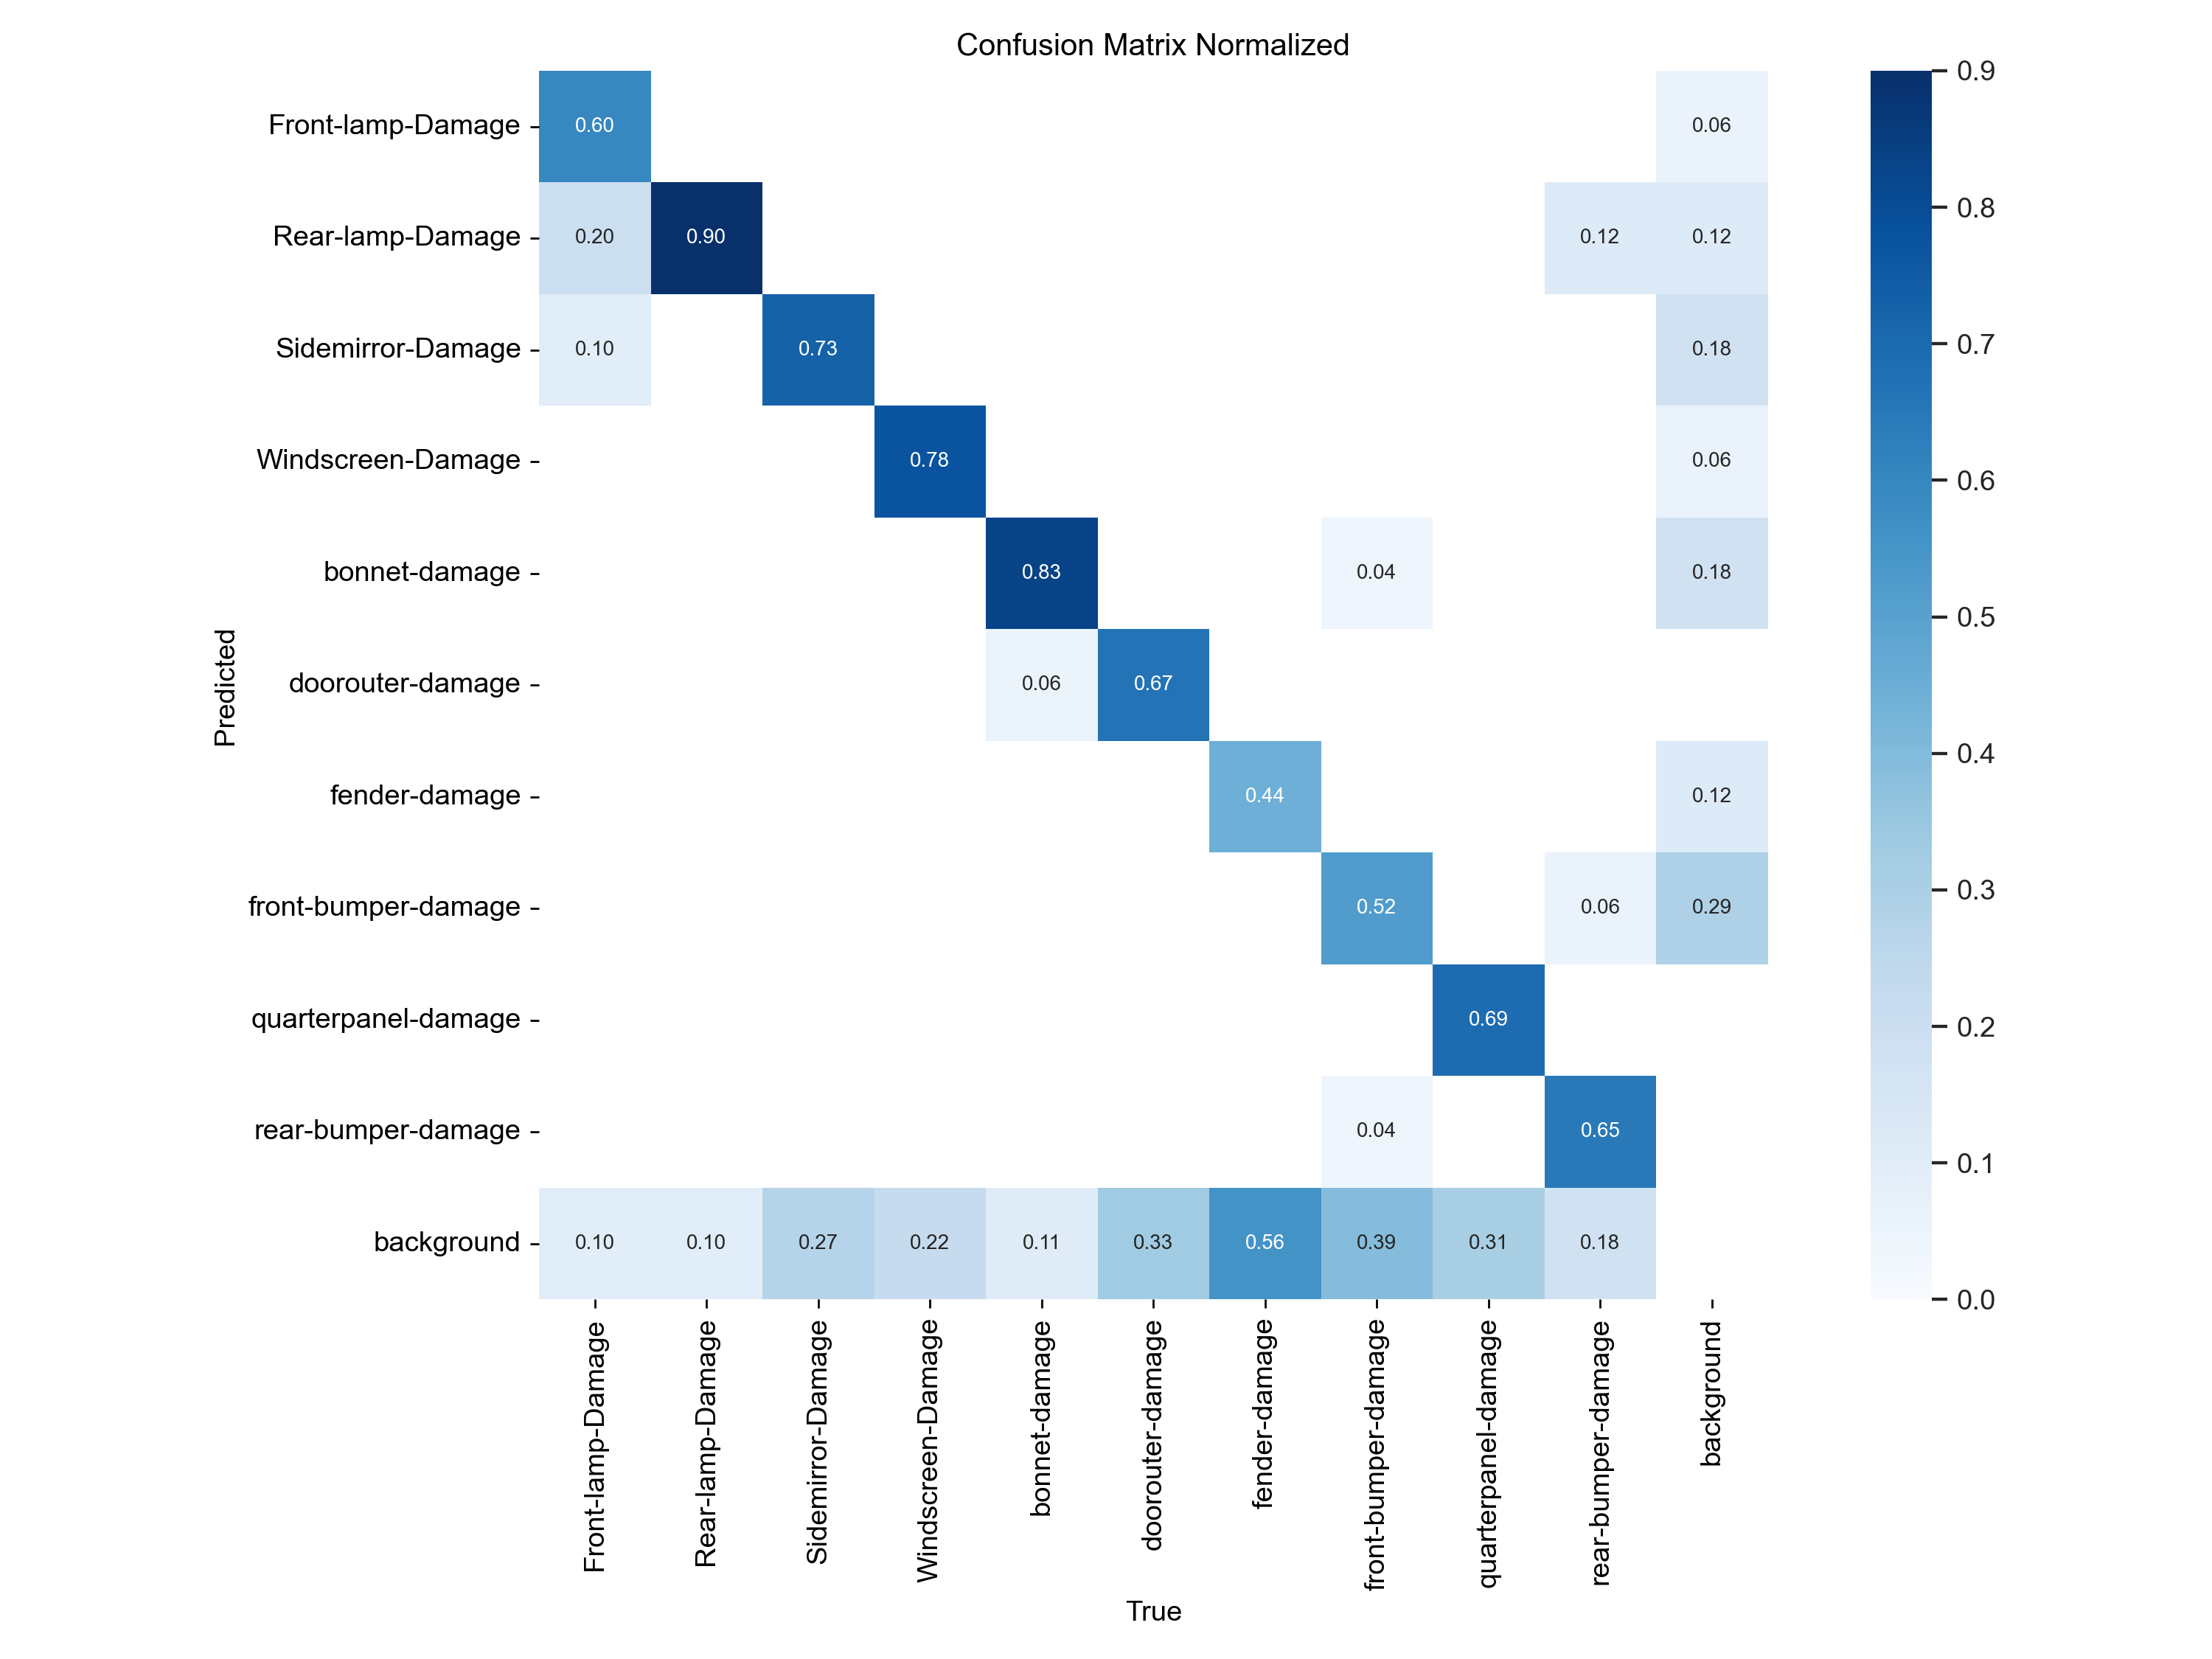 Confusion Matrix Normalized
Front-lamp-Damage 0.60 0.06
Rear-lamp-Damage 0.20 0.90 0.12 0.12
Sidemirror-Damage 0.10 0.73 0.18
Windscreen-Damage 0.78 0.06
bonnet-damage 0.83 0.04 0.18
doorouter-damage 0.06 0.67
fender-damage 0.44 0.12
front-bumper-damage 0.52 0.06 0.29
quarterpanel-damage 0.69
rear-bumper-damage 0.04 0.65
background 0.10 0.10 0.27 0.22 0.11 0.33 0.56 0.39 0.31 0.18
Predicted
Front-lamp-Damage
Rear-lamp-Damage
Sidemirror-Damage
Windscreen-Damage
bonnet-damage
doorouter-damage
fender-damage
front-bumper-damage
quarterpanel-damage
rear-bumper-damage
background
True
0.9
0.8
0.7
0.6
0.5
0.4
0.3
0.2
0.1
0.0